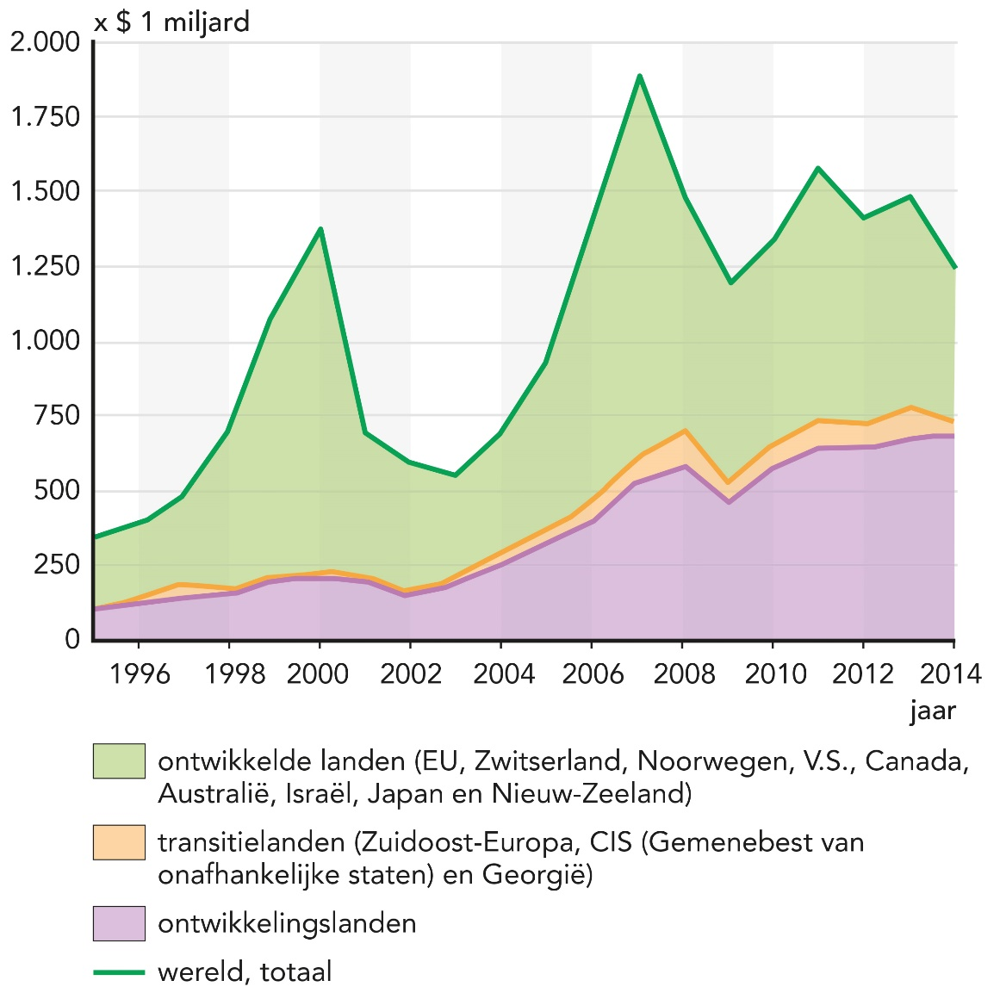 x $ 1 miljard
2.000
1.750
1.500
1.250
1.000
750
500
250
0
1996 1998 2000 2002 2004 2006 2008 2010 2012 2014
jaar
ontwikkelde landen (EU, Zwitserland, Noorwegen, V.S., Canada,
Australië, Israël, Japan en Nieuw-Zeeland)
transitielanden (Zuidoost-Europa, CIS (Gemenebest van
onafhankelijke staten) en Georgië)
ontwikkelingslanden
wereld, totaal